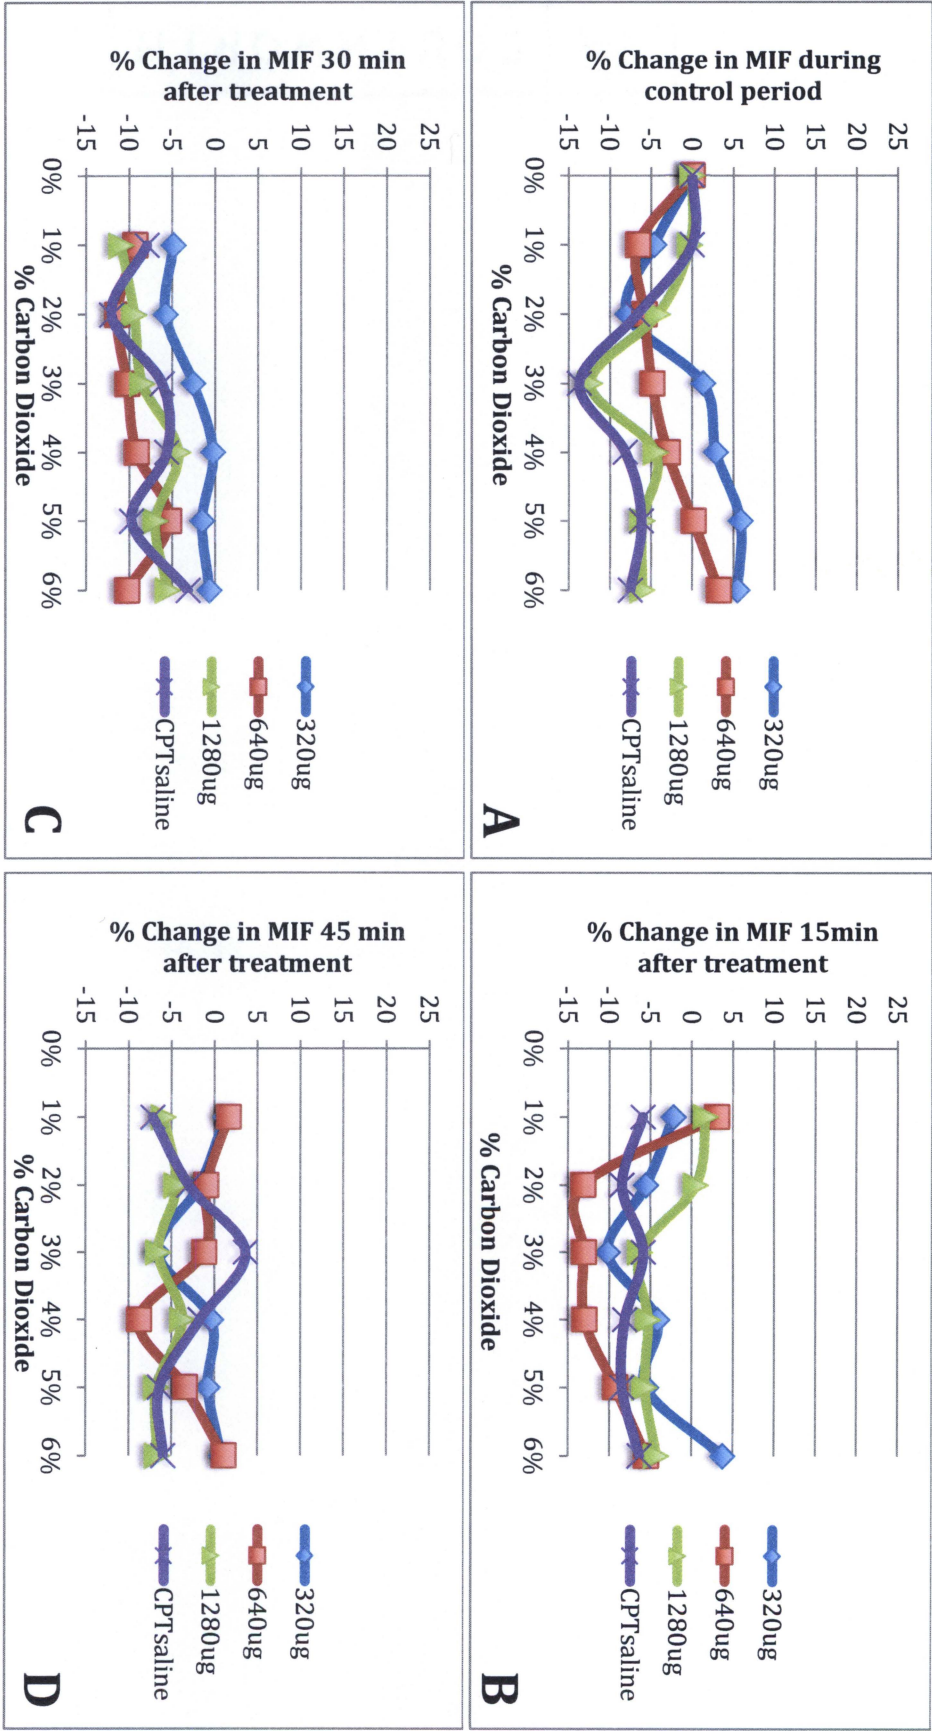 % Change in MIF during
control period
25
20
15
10
5
0
-5
-10
-15
0%
1%
2%
3%
4%
5%
6%
% Carbon Dioxide
320ug
640ug
1280ug
CPTsaline
A
% Change in MIF 15min
after treatment
25
20
15
10
5
0
-5
-10
-15
0%
1%
2%
3%
4%
5%
6%
% Carbon Dioxide
320ug
640ug
1280ug
CPTsaline
B
% Change in MIF 30 min
after treatment
25
20
15
10
5
0
-5
-10
-15
0%
1%
2%
3%
4%
5%
6%
% Carbon Dioxide
320ug
640ug
1280ug
CPTsaline
C
% Change in MIF 45 min
after treatment
25
20
15
10
5
0
-5
-10
-15
0%
1%
2%
3%
4%
5%
6%
% Carbon Dioxide
320ug
640ug
1280ug
CPTsaline
D